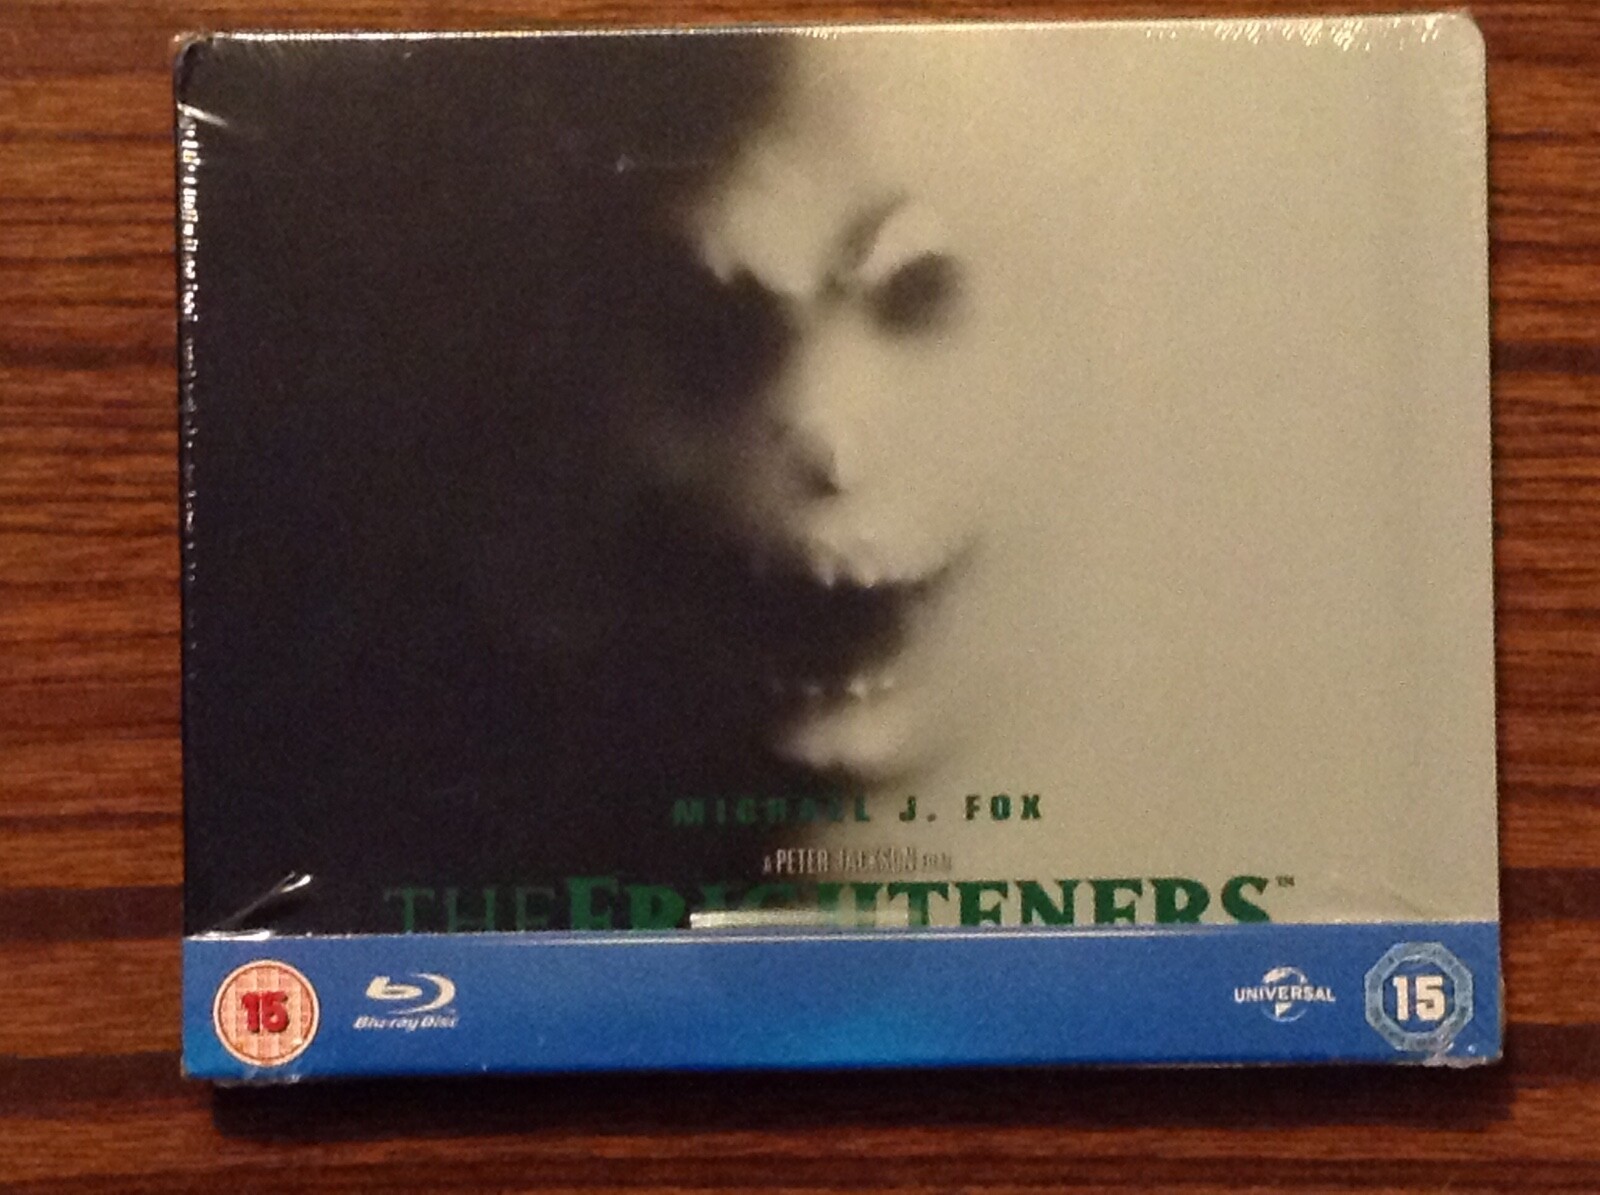 MICHAEL J. FOX
A PETER JACKSON FILM
THE FRIGHTENERS™
15
Blu-ray Disc
UNIVERSAL
15